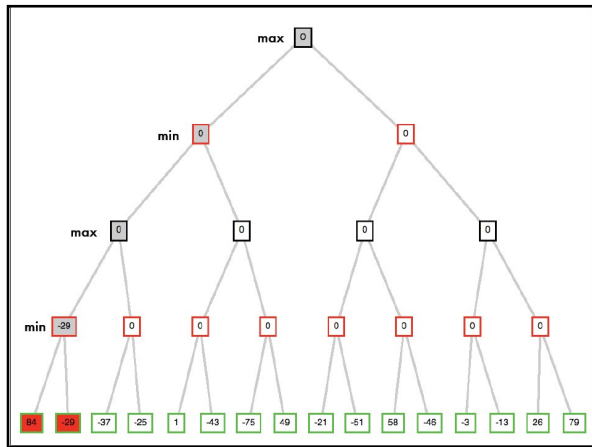 max 0
min 0 0
max 0 0 0 0
min -29 0 0 0 0 0 0 0
84 -29 -37 -25 1 -43 -75 49 -21 -51 58 -46 -3 -13 26 79